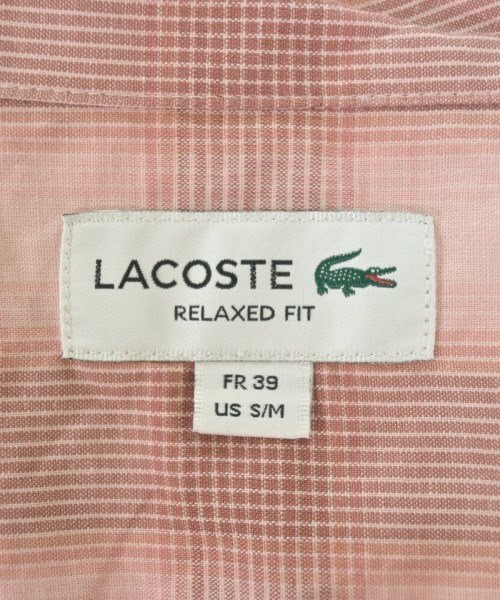 LACOSTE
RELAXED FIT
FR 39
US S/M